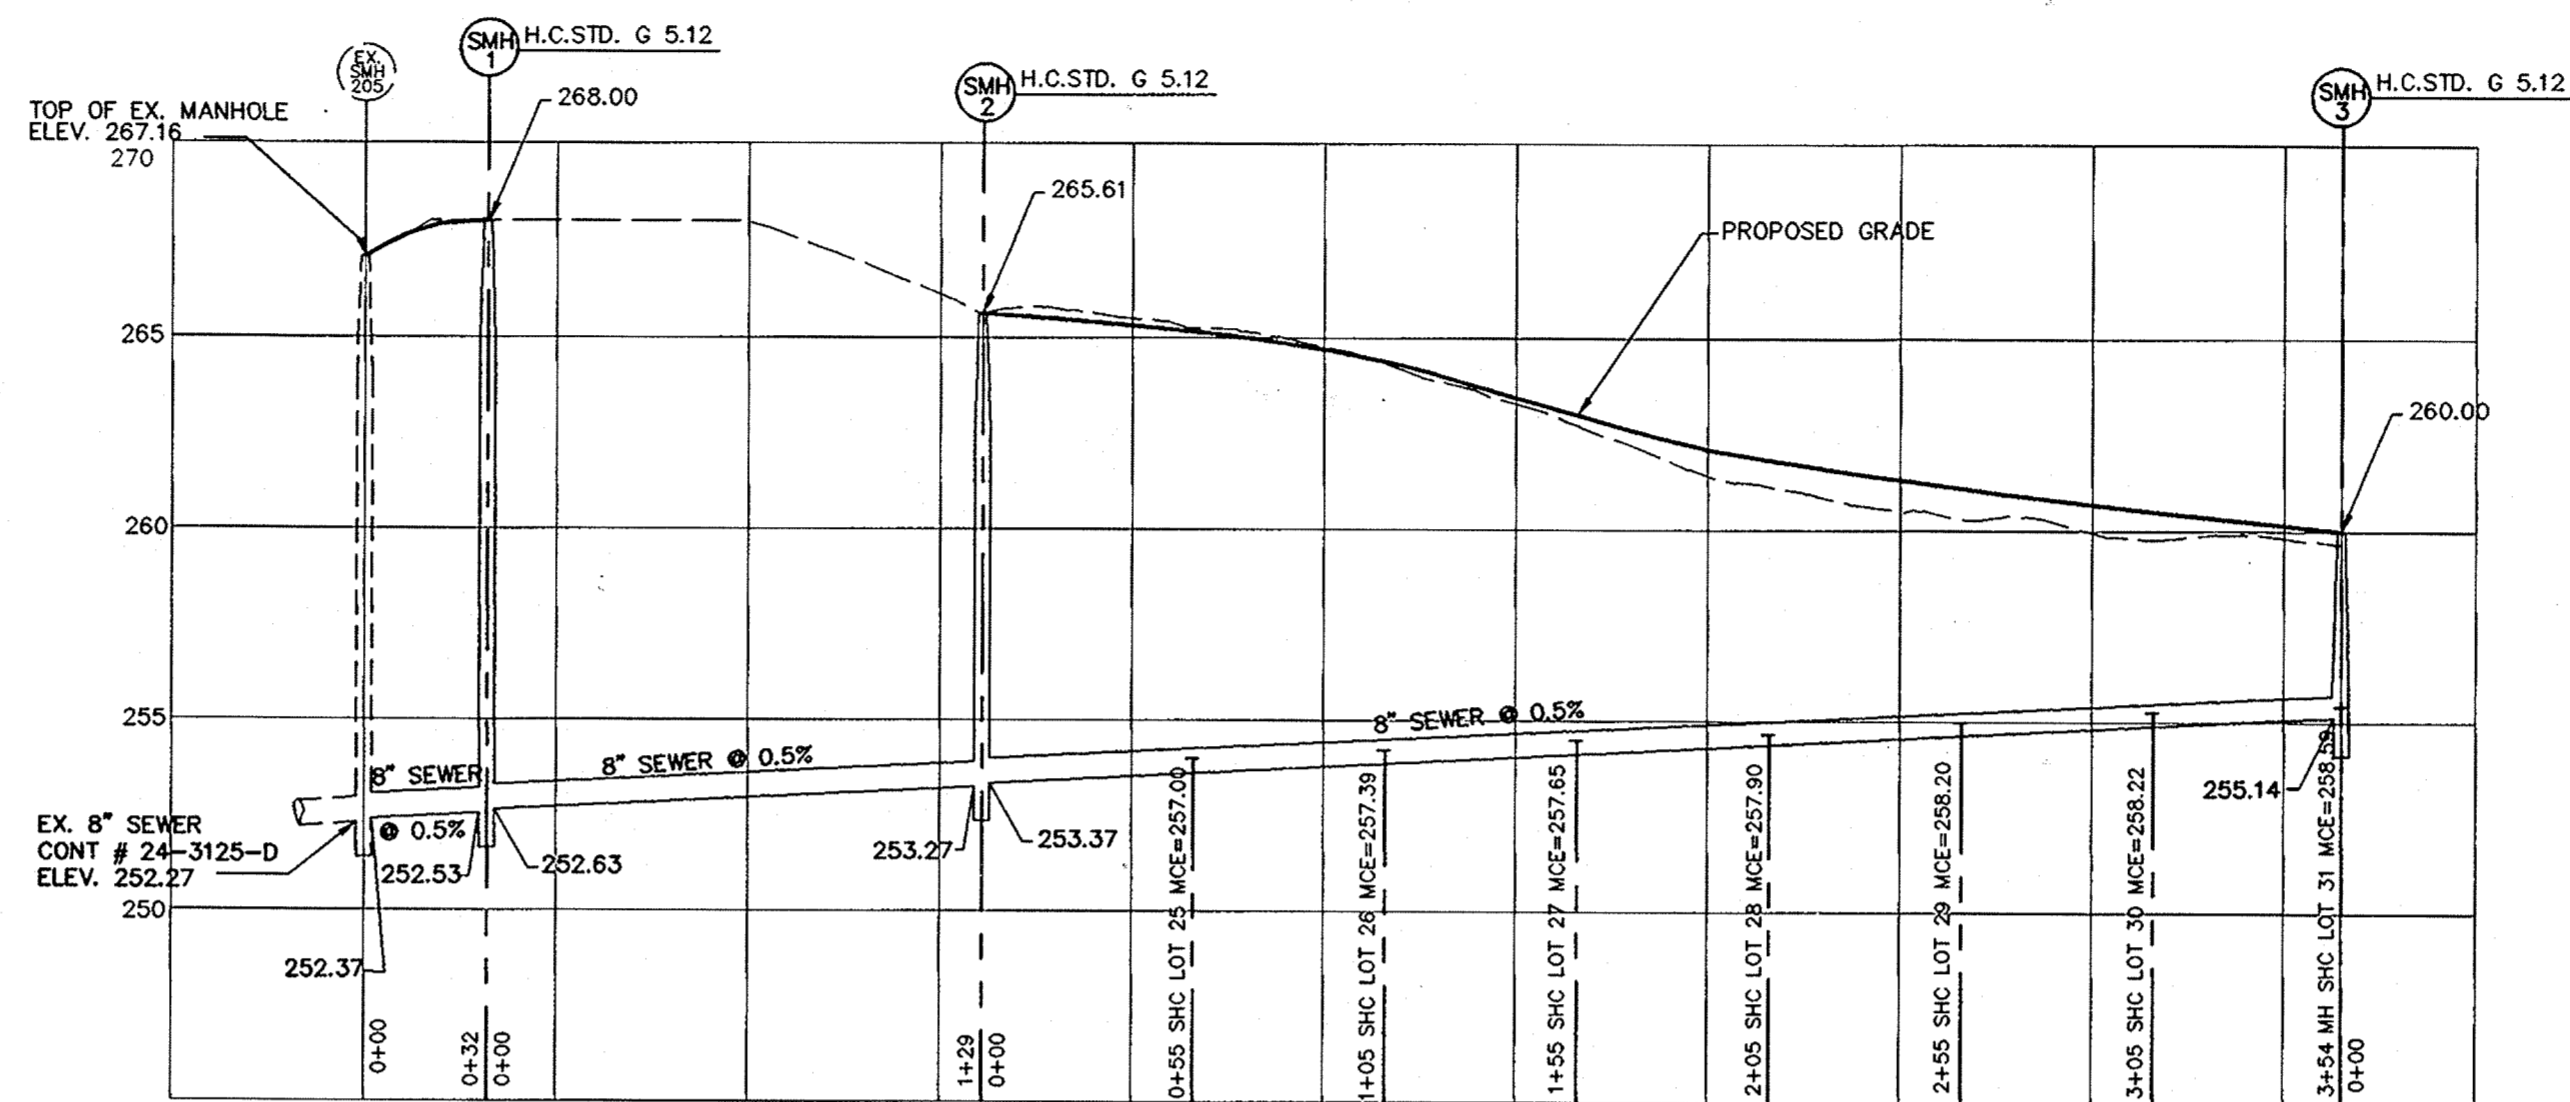 EX.
SMH
205
SMH
1
H.C.STD. G 5.12
SMH
2
H.C.STD. G 5.12
SMH
3
H.C.STD. G 5.12
TOP OF EX. MANHOLE
ELEV. 267.16
268.00
265.61
PROPOSED GRADE
260.00
270
265
260
255
250
8" SEWER
@ 0.5%
8" SEWER @ 0.5%
8" SEWER @ 0.5%
EX. 8" SEWER
CONT # 24-3125-D
ELEV. 252.27
252.37
252.53
252.63
253.27
253.37
255.14
0+00
0+32
0+00
1+29
0+00
0+55 SHC LOT 25 MCE=257.00
1+05 SHC LOT 26 MCE=257.39
1+55 SHC LOT 27 MCE=257.65
2+05 SHC LOT 28 MCE=257.90
2+55 SHC LOT 29 MCE=258.20
3+05 SHC LOT 30 MCE=258.22
3+54 MH SHC LOT 31 MCE=258.59
0+00